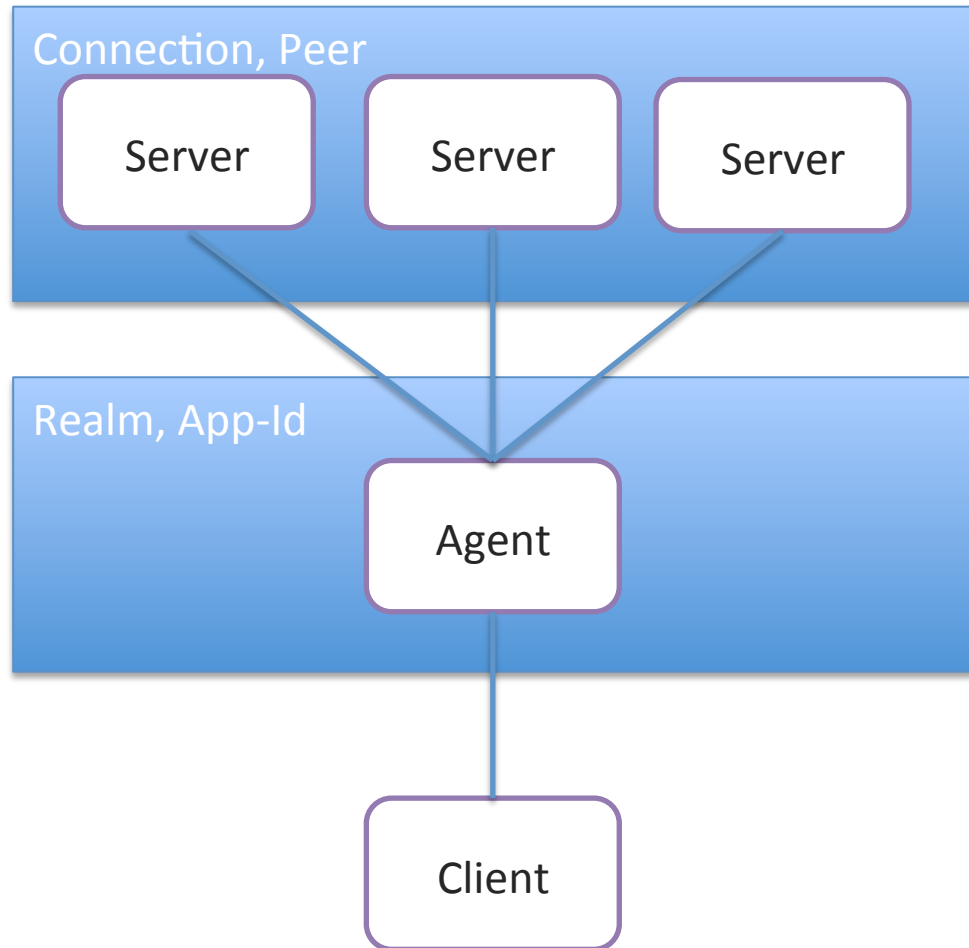 Connection, Peer
Server
Server
Server
Realm, App-Id
Agent
Client